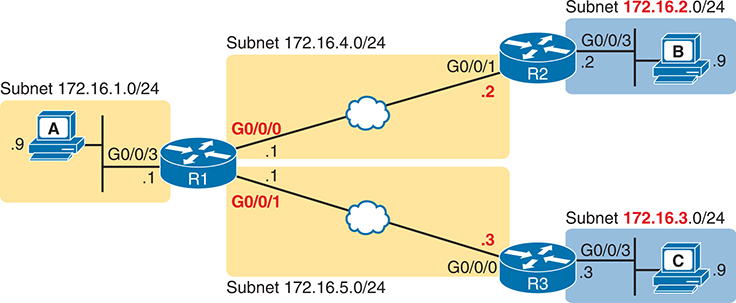 Subnet 172.16.2.0/24
Subnet 172.16.4.0/24
G0/0/3
B
G0/0/1
R2
.2
.9
.2
Subnet 172.16.1.0/24
A
G0/0/0
.9
G0/0/3
.1
.1
R1
.1
G0/0/1
Subnet 172.16.3.0/24
.3
G0/0/3
C
G0/0/0
R3
.3
.9
Subnet 172.16.5.0/24